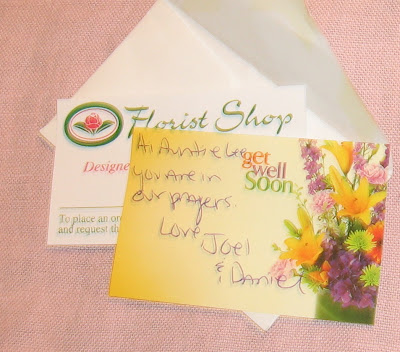 Florist Shop
Designe
To place an or
and request th
Hi Auntie Lee
get
well
Soon
you are in
our prayers.
Love, Joel
& Daniel